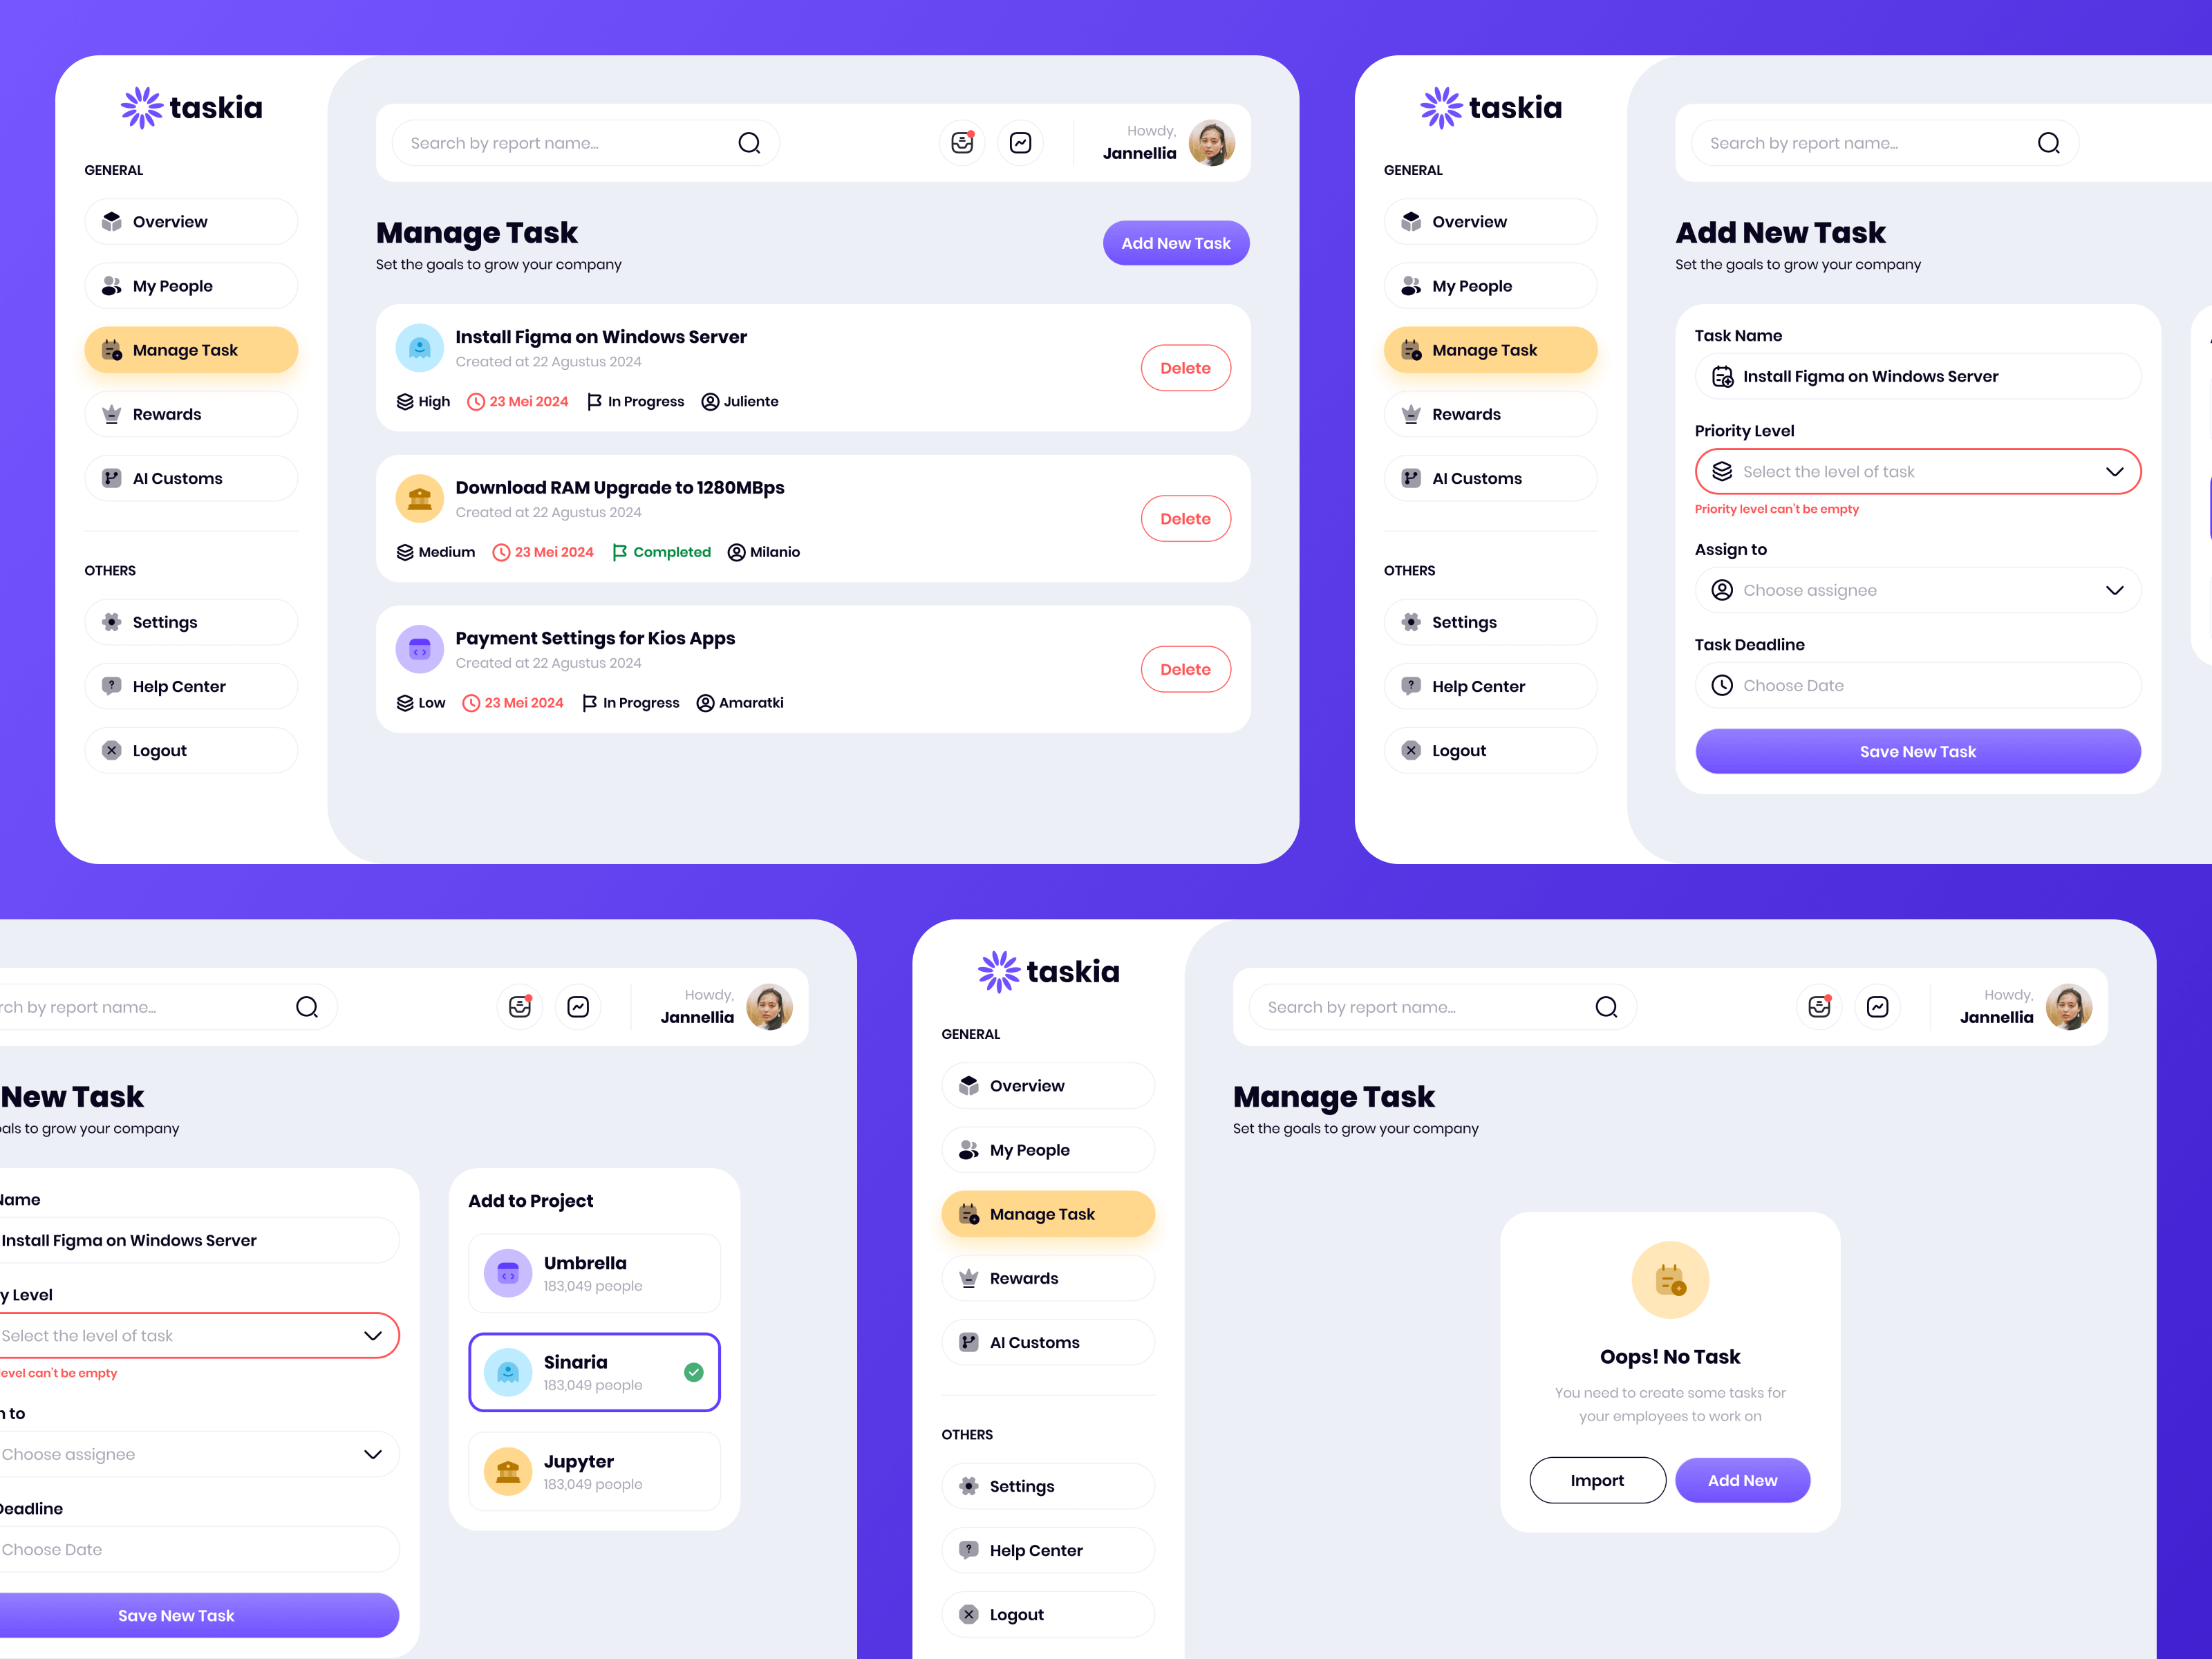 taskia
GENERAL
Overview
My People
Manage Task
Rewards
AI Customs
OTHERS
Settings
Help Center
Logout
Search by report name...
Howdy,
Jannellia
Manage Task
Set the goals to grow your company
Add New Task
Install Figma on Windows Server
Created at 22 Agustus 2024
High
23 Mei 2024
In Progress
Juliente
Delete
Download RAM Upgrade to 1280MBps
Created at 22 Agustus 2024
Medium
23 Mei 2024
Completed
Milanio
Delete
Payment Settings for Kios Apps
Created at 22 Agustus 2024
Low
23 Mei 2024
In Progress
Amaratki
Delete
taskia
GENERAL
Overview
My People
Manage Task
Rewards
AI Customs
OTHERS
Settings
Help Center
Logout
Search by report name...
Add New Task
Set the goals to grow your company
Task Name
Install Figma on Windows Server
Priority Level
Select the level of task
Priority level can't be empty
Assign to
Choose assignee
Task Deadline
Choose Date
Save New Task
rch by report name...
Howdy,
Jannellia
New Task
als to grow your company
Name
Install Figma on Windows Server
y Level
Select the level of task
evel can't be empty
n to
Choose assignee
Deadline
Choose Date
Save New Task
Add to Project
Umbrella
183,049 people
Sinaria
183,049 people
Jupyter
183,049 people
taskia
GENERAL
Overview
My People
Manage Task
Rewards
AI Customs
OTHERS
Settings
Help Center
Logout
Search by report name...
Howdy,
Jannellia
Manage Task
Set the goals to grow your company
Oops! No Task
You need to create some tasks for
your employees to work on
Import
Add New